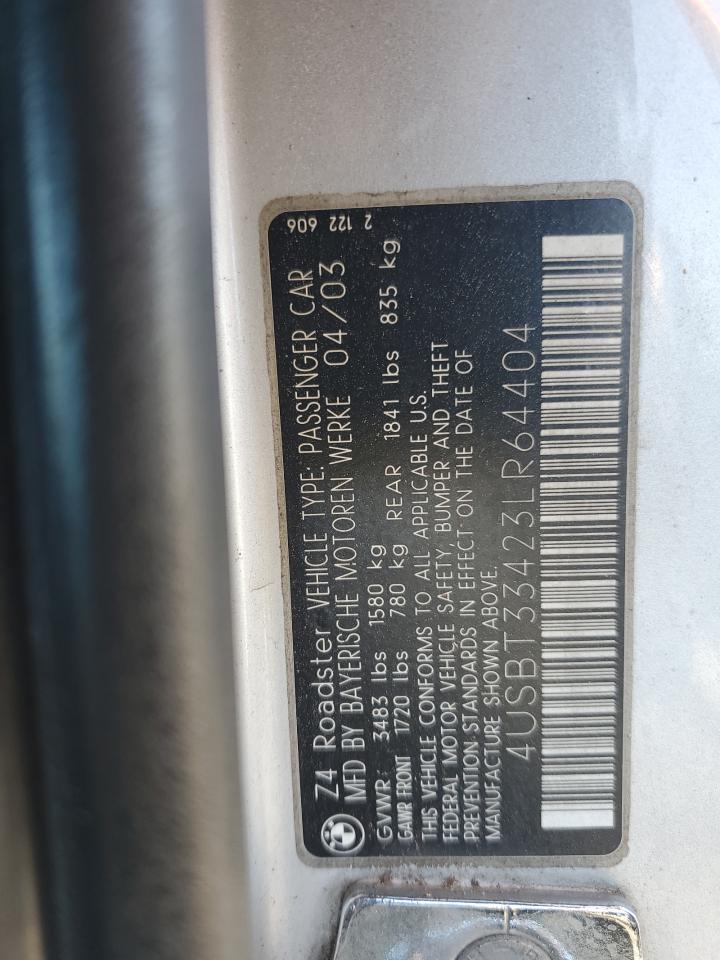 Z4 Roadster VEHICLE TYPE: PASSENGER CAR
MFD BY BAYERISCHE MOTOREN WERKE 04/03
GVWR: 3483 lbs 1580 kg
GAWR FRONT 1720 lbs 780 kg REAR 1841 lbs 835 kg
THIS VEHICLE CONFORMS TO ALL APPLICABLE U.S.
FEDERAL MOTOR VEHICLE SAFETY, BUMPER AND THEFT
PREVENTION STANDARDS IN EFFECT ON THE DATE OF
MANUFACTURE SHOWN ABOVE.
4USBT33423LR64404
2 122 606